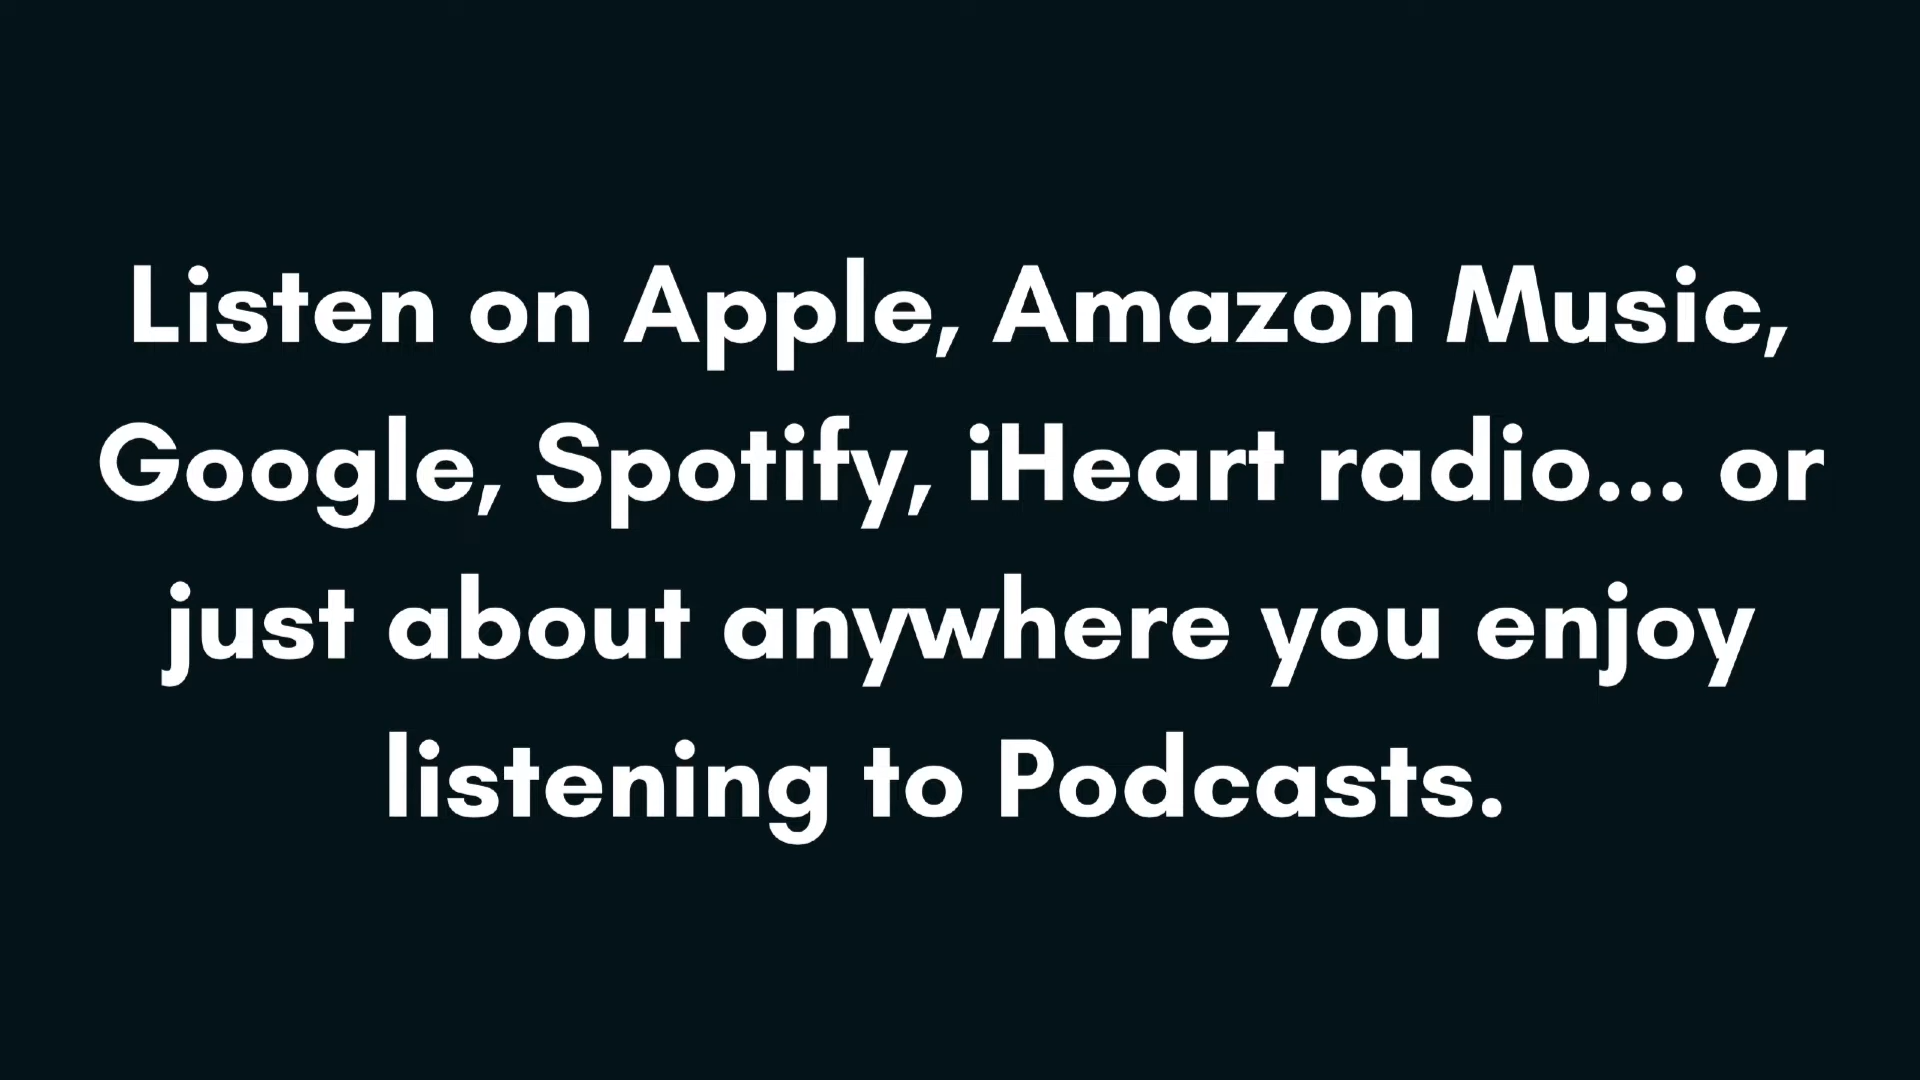 Listen on Apple, Amazon Music,
Google, Spotify, iHeart radio... or
just about anywhere you enjoy
listening to Podcasts.